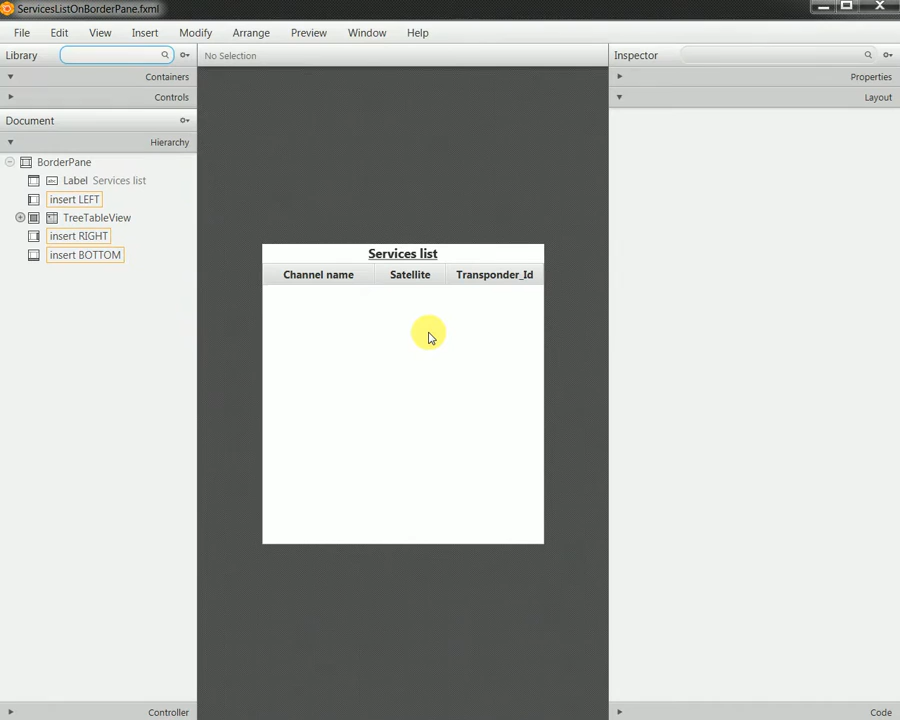 ServicesListOnBorderPane.fxml
File Edit View Insert Modify Arrange Preview Window Help
Library
No Selection
Inspector
Containers
Properties
Controls
Layout
Document
Hierarchy
BorderPane
Label Services list
insert LEFT
TreeTableView
insert RIGHT
insert BOTTOM
Services list
Channel name Satellite Transponder_Id
Controller
Code